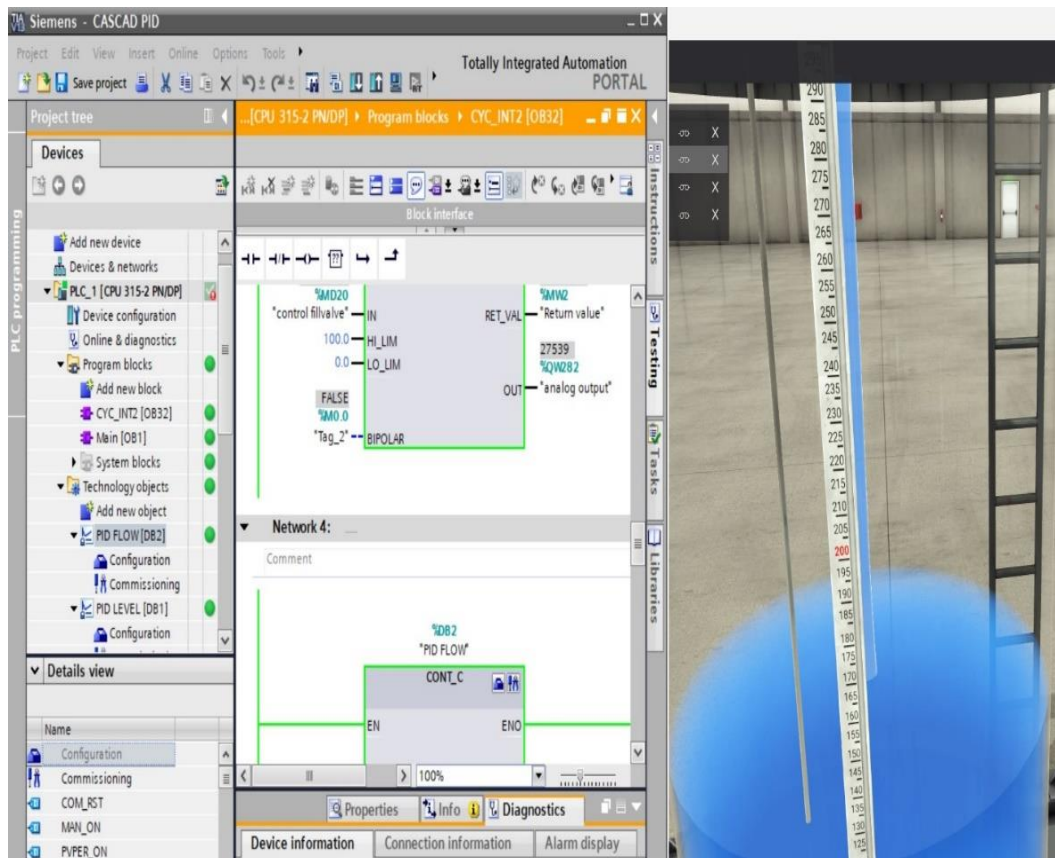 Siemens - CASCAD PID
Project Edit View Insert Online Options Tools
Totally Integrated Automation
PORTAL
Save project
Project tree
...[CPU 315-2 PN/DP] Program blocks CYC_INT2 [OB32]
Devices
PLC programming
Block interface
Add new device
Devices & networks
PLC_1 [CPU 315-2 PN/DP]
Device configuration
Online & diagnostics
Program blocks
Add new block
CYC_INT2 [OB32]
Main [OB1]
System blocks
Technology objects
Add new object
PID FLOW [DB2]
Configuration
Commissioning
PID LEVEL [DB1]
Configuration
Details view
Name
Configuration
Commissioning
COM_RST
MAN_ON
PVPER_ON
%MD20
"control fillvalve"
IN
100.0
HI_LIM
0.0
LO_LIM
FALSE
%M0.0
"Tag_2"
BIPOLAR
%MW2
RET_VAL
"Return value"
27539
%QW282
OUT
"analog output"
Network 4:
Comment
%DB2
"PID FLOW"
CONT_C
EN
ENO
100%
Properties
Info
Diagnostics
Device information
Connection information
Alarm display
Instructions
Testing
Tasks
Libraries
X
X
X
X
290
285
280
275
270
265
260
255
250
245
240
235
230
225
220
215
210
205
200
195
190
185
180
175
170
165
160
155
150
145
140
135
130
125